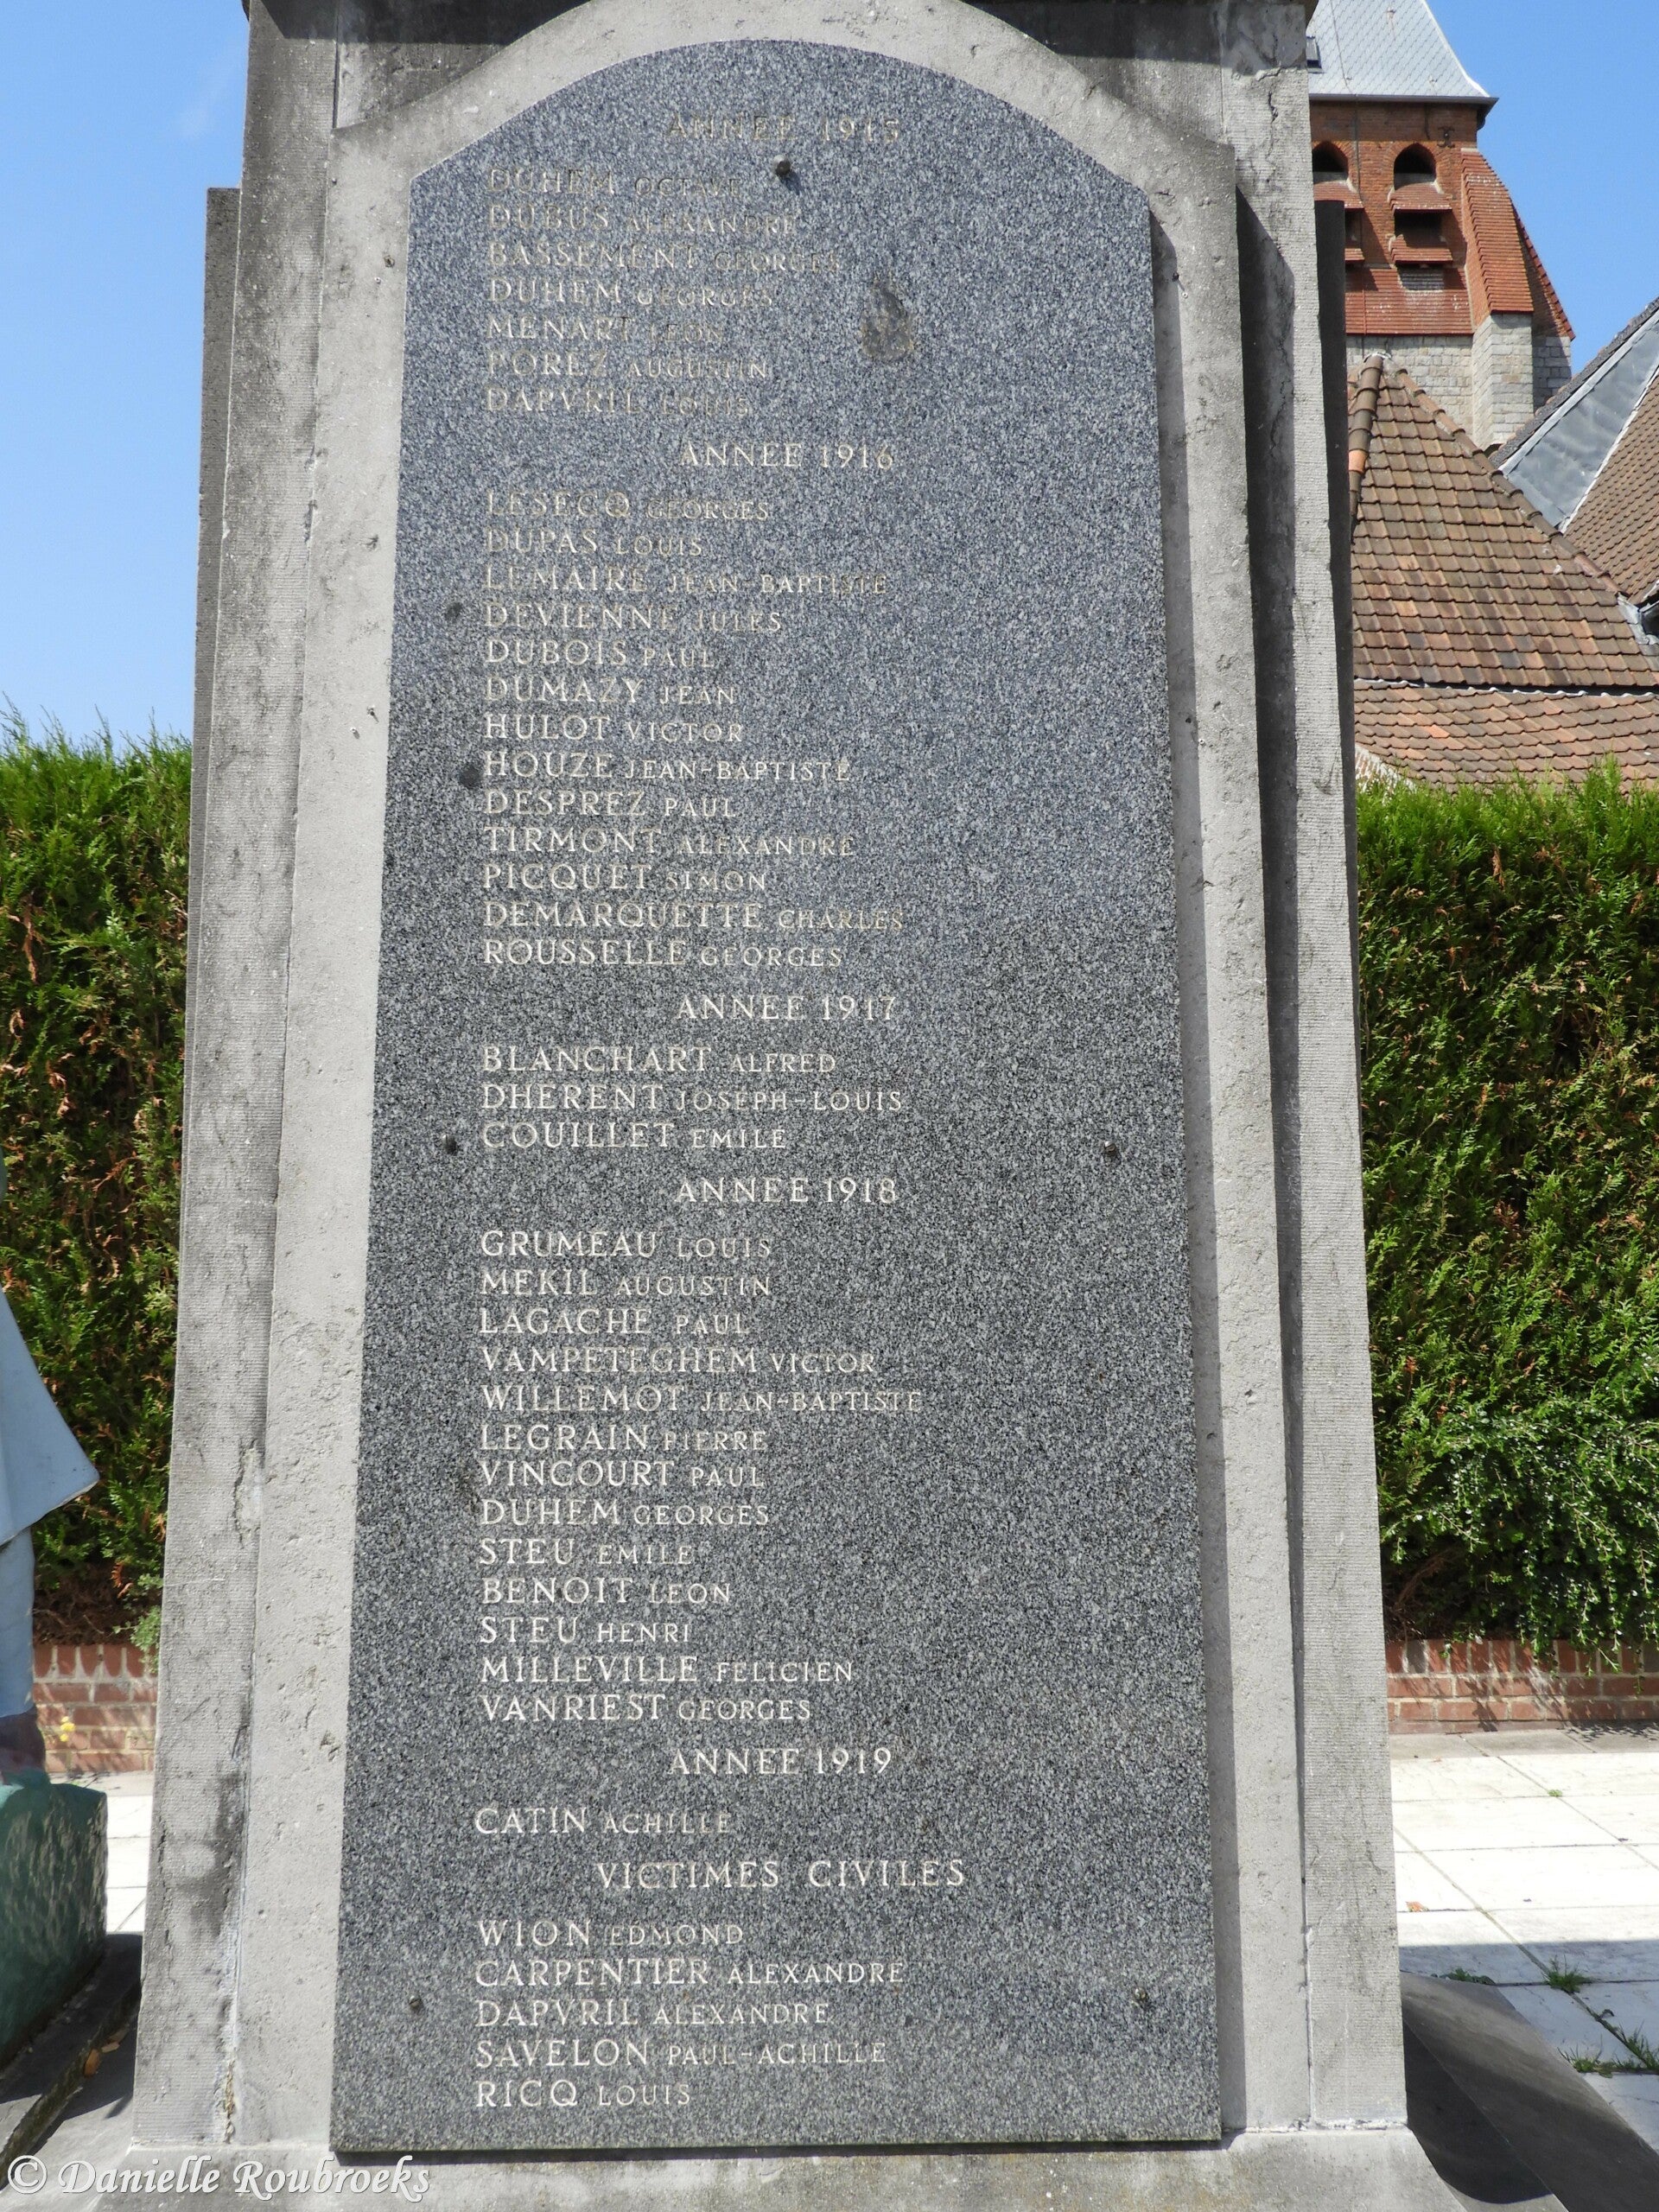 ANNEE 1915
DUHEM OCTAVE
DUBUS ALEXANDRE
BASSEMENT GEORGES
DUHEM GEORGES
MENART LEON
POREZ AUGUSTIN
DAPVRIL LOUIS
ANNEE 1916
LESECQ GEORGES
DUPAS LOUIS
LEMAIRE JEAN-BAPTISTE
DEVIENNE JULES
DUBOIS PAUL
DUMAZY JEAN
HULOT VICTOR
HOUZE JEAN-BAPTISTE
DESPREZ PAUL
TIRMONT ALEXANDRE
PICQUET SIMON
DEMARQUETTE CHARLES
ROUSSELLE GEORGES
ANNEE 1917
BLANCHART ALFRED
DHERENT JOSEPH-LOUIS
COUILLET EMILE
ANNEE 1918
GRUMEAU LOUIS
MEKIL AUGUSTIN
LAGACHE PAUL
VAMPETEGHEM VICTOR
WILLEMOT JEAN-BAPTISTE
LEGRAIN PIERRE
VINCOURT PAUL
DUHEM GEORGES
STEU EMILE
BENOIT LEON
STEU HENRI
MILLEVILLE FELICIEN
VANRIEST GEORGES
ANNEE 1919
CATIN ACHILLE
VICTIMES CIVILES
WION EDMOND
CARPENTIER ALEXANDRE
DAPVRIL ALEXANDRE
SAVELON PAUL-ACHILLE
RICQ LOUIS
© Danielle Roubroeks